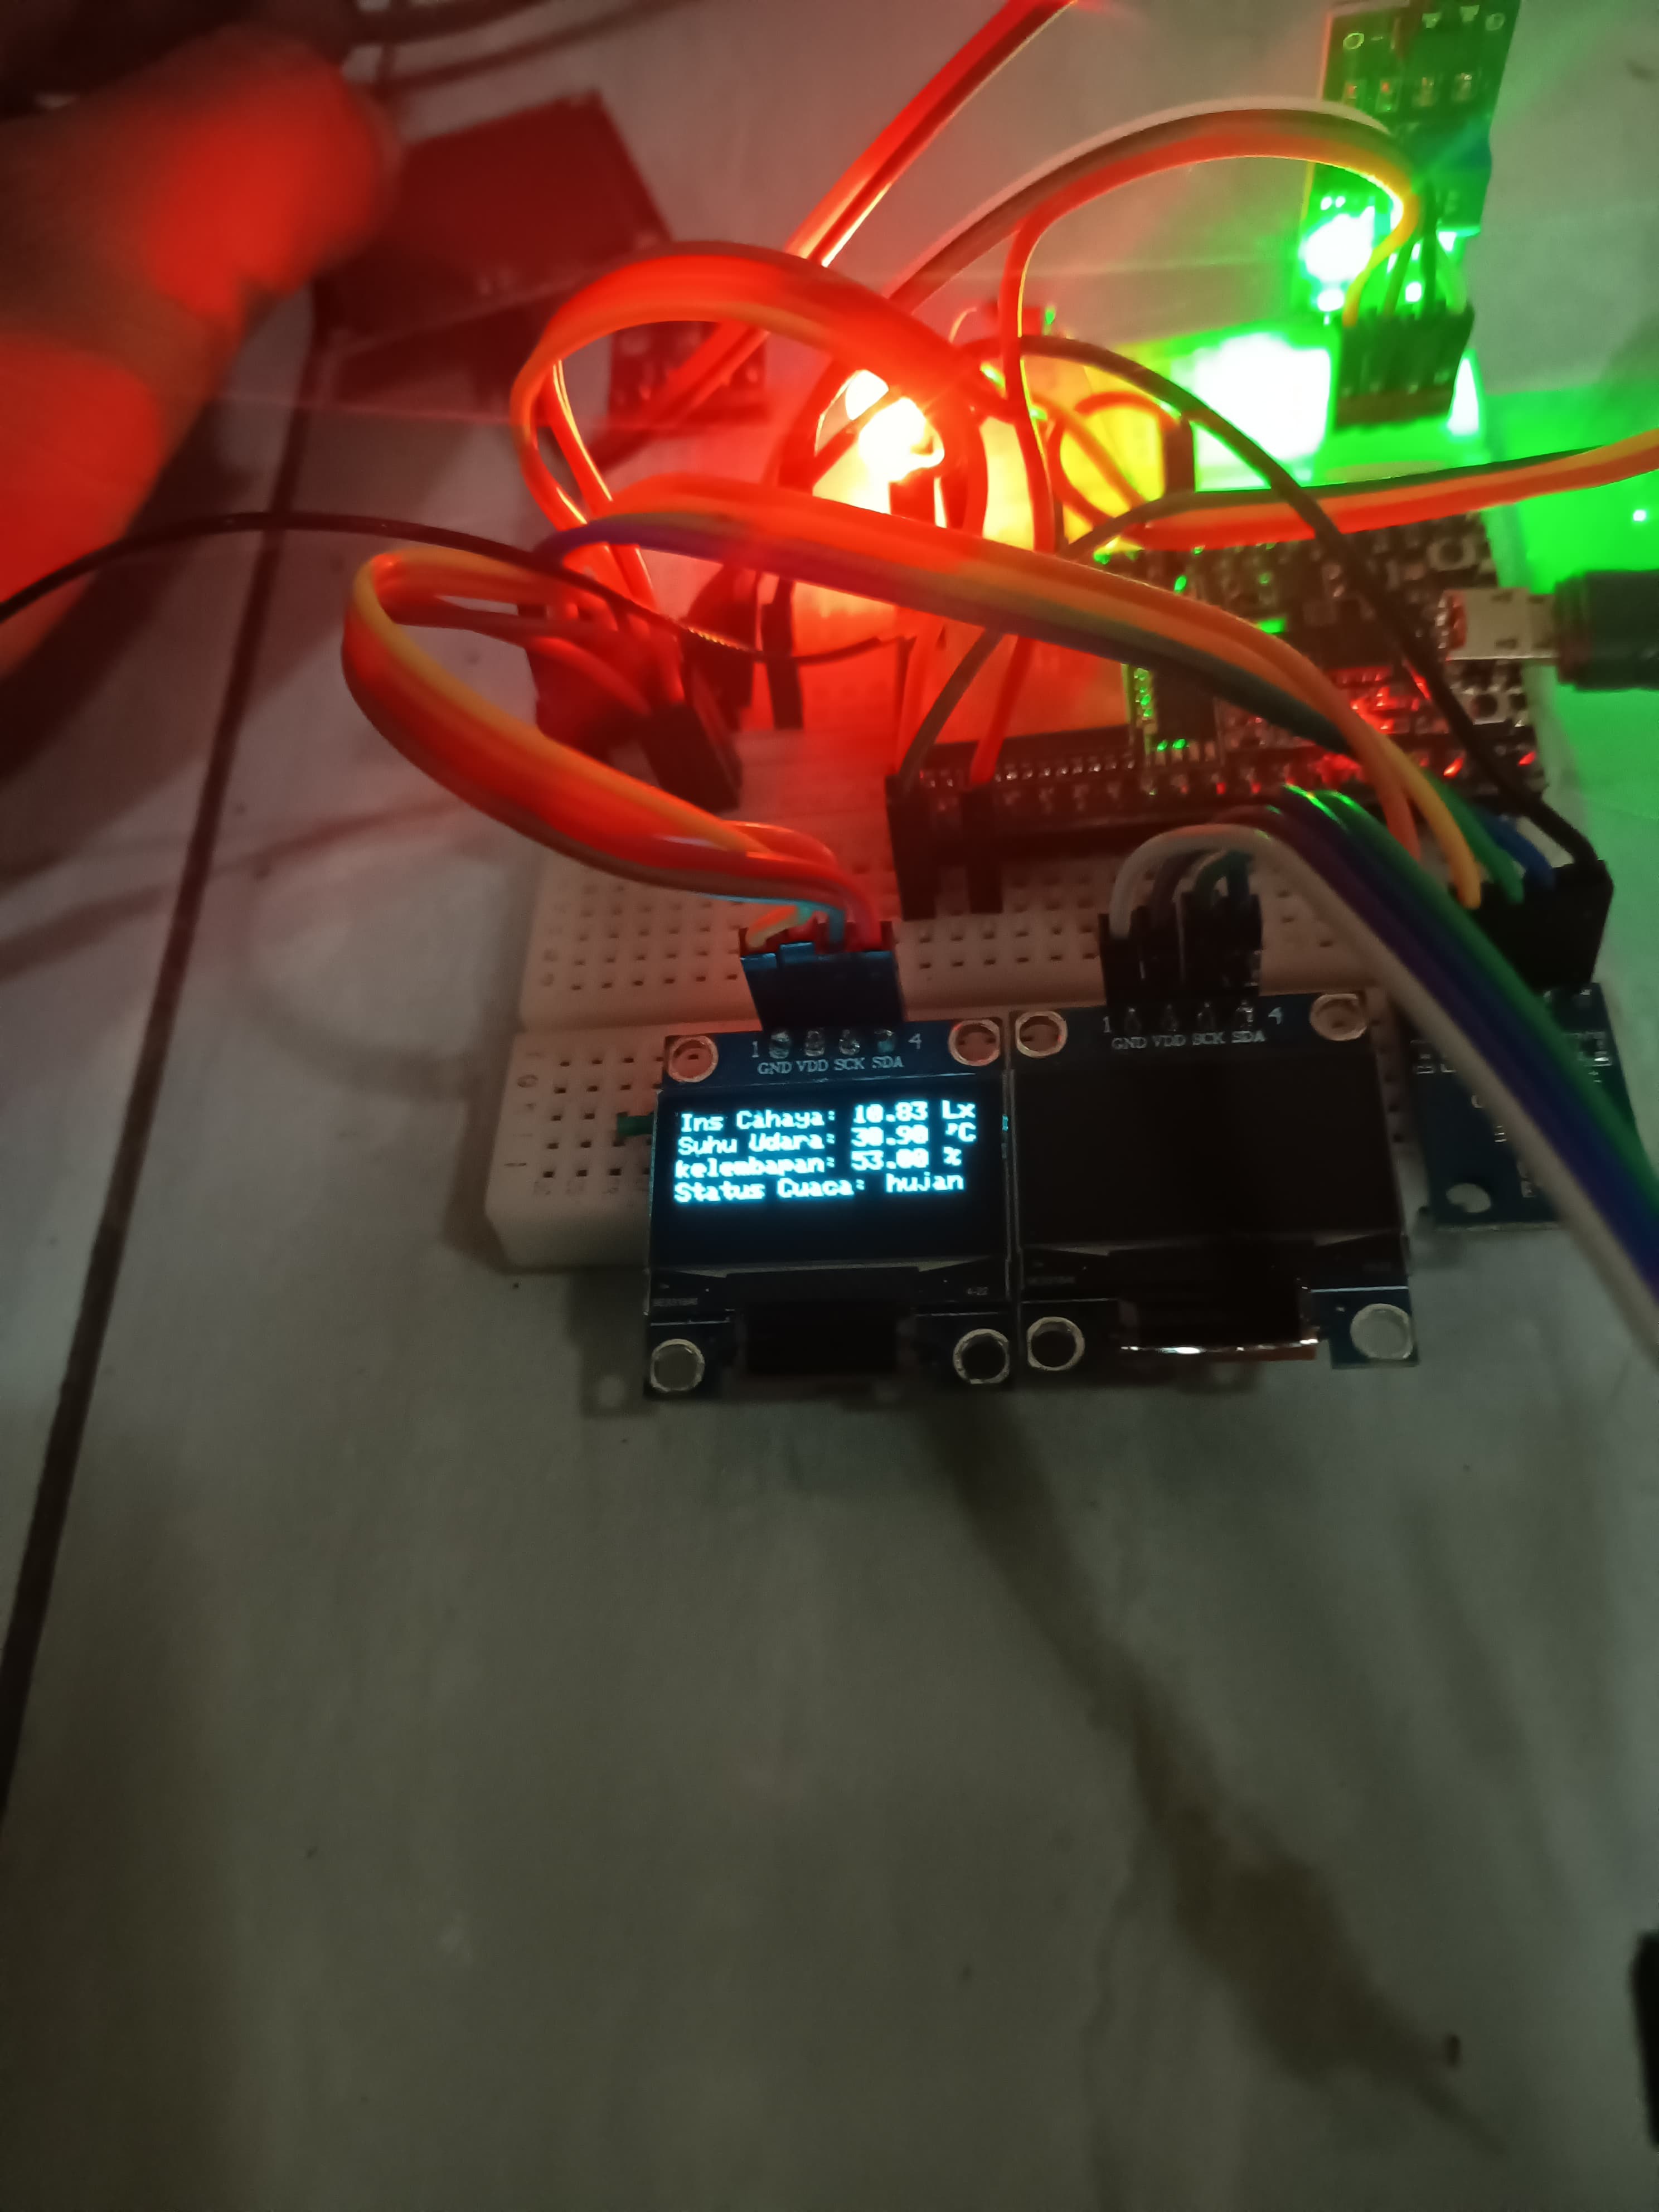 1 4
GND VDD SCK SDA
Ins Cahaya: 10.83 Lx
Suhu Udara: 30.90 °C
kelembapan: 53.00 %
Status Cuaca: hujan
1 4
GND VDD SCK SDA